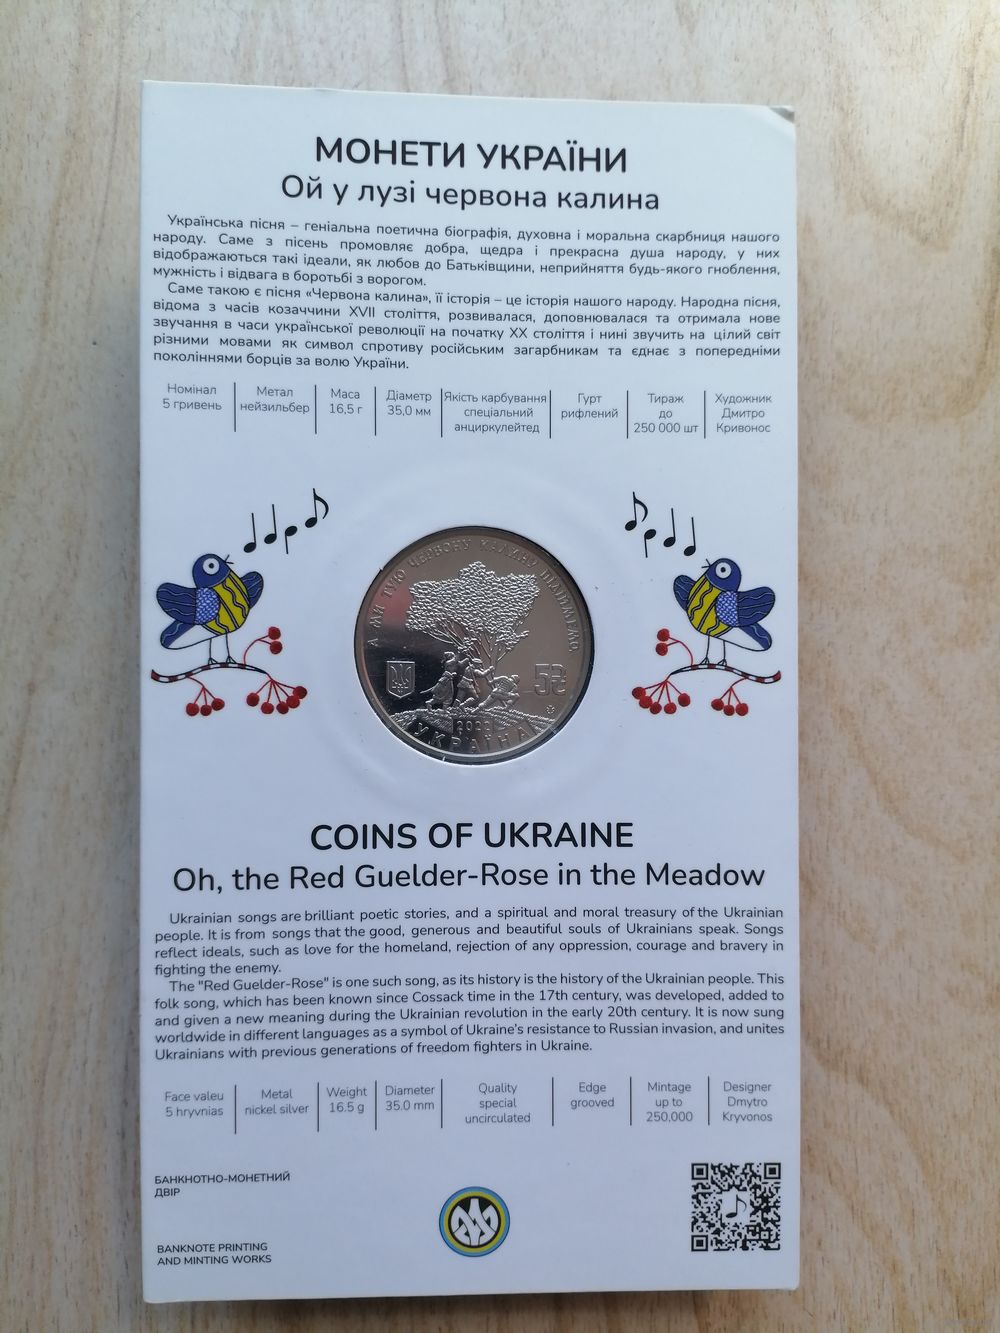 МОНЕТИ УКРАЇНИ
Ой у лузі червона калина
Українська пісня – геніальна поетична біографія, духовна і моральна скарбниця нашого
народу. Саме з пісень промовляє добра, щедра і прекрасна душа народу, у них
відображаються такі ідеали, як любов до Батьківщини, неприйняття будь-якого гноблення,
мужність і відвага в боротьбі з ворогом.
Саме такою є пісня «Червона калина», її історія – це історія нашого народу. Народна пісня,
відома з часів козаччини XVII століття, розвивалася, доповнювалася та отримала нове
звучання в часи української революції на початку XX століття і нині звучить на цілий світ
різними мовами як символ спротиву російським загарбникам та єднає з попередніми
поколіннями борців за волю України.
Номінал
5 гривень
Метал
нейзильбер
Маса
16,5 г
Діаметр
35,0 мм
Якість карбування
спеціальний
анциркулейтед
Гурт
рифлений
Тираж
до
250 000 шт
Художник
Дмитро
Кривонос
А МИ ТУЮ ЧЕРВОНУ КАЛИНУ ПІДІЙМЕМО
5₴
УКРАЇНА
COINS OF UKRAINE
Oh, the Red Guelder-Rose in the Meadow
Ukrainian songs are brilliant poetic stories, and a spiritual and moral treasury of the Ukrainian
people. It is from songs that the good, generous and beautiful souls of Ukrainians speak. Songs
reflect ideals, such as love for the homeland, rejection of any oppression, courage and bravery in
fighting the enemy.
The "Red Guelder-Rose" is one such song, as its history is the history of the Ukrainian people. This
folk song, which has been known since Cossack time in the 17th century, was developed, added to
and given a new meaning during the Ukrainian revolution in the early 20th century. It is now sung
worldwide in different languages as a symbol of Ukraine's resistance to Russian invasion, and unites
Ukrainians with previous generations of freedom fighters in Ukraine.
Face valeu
5 hryvnias
Metal
nickel silver
Weight
16.5 g
Diameter
35.0 mm
Quality
special
uncirculated
Edge
grooved
Mintage
up to
250,000
Designer
Dmytro
Kryvonos
БАНКНОТНО-МОНЕТНИЙ
ДВІР
BANKNOTE PRINTING
AND MINTING WORKS